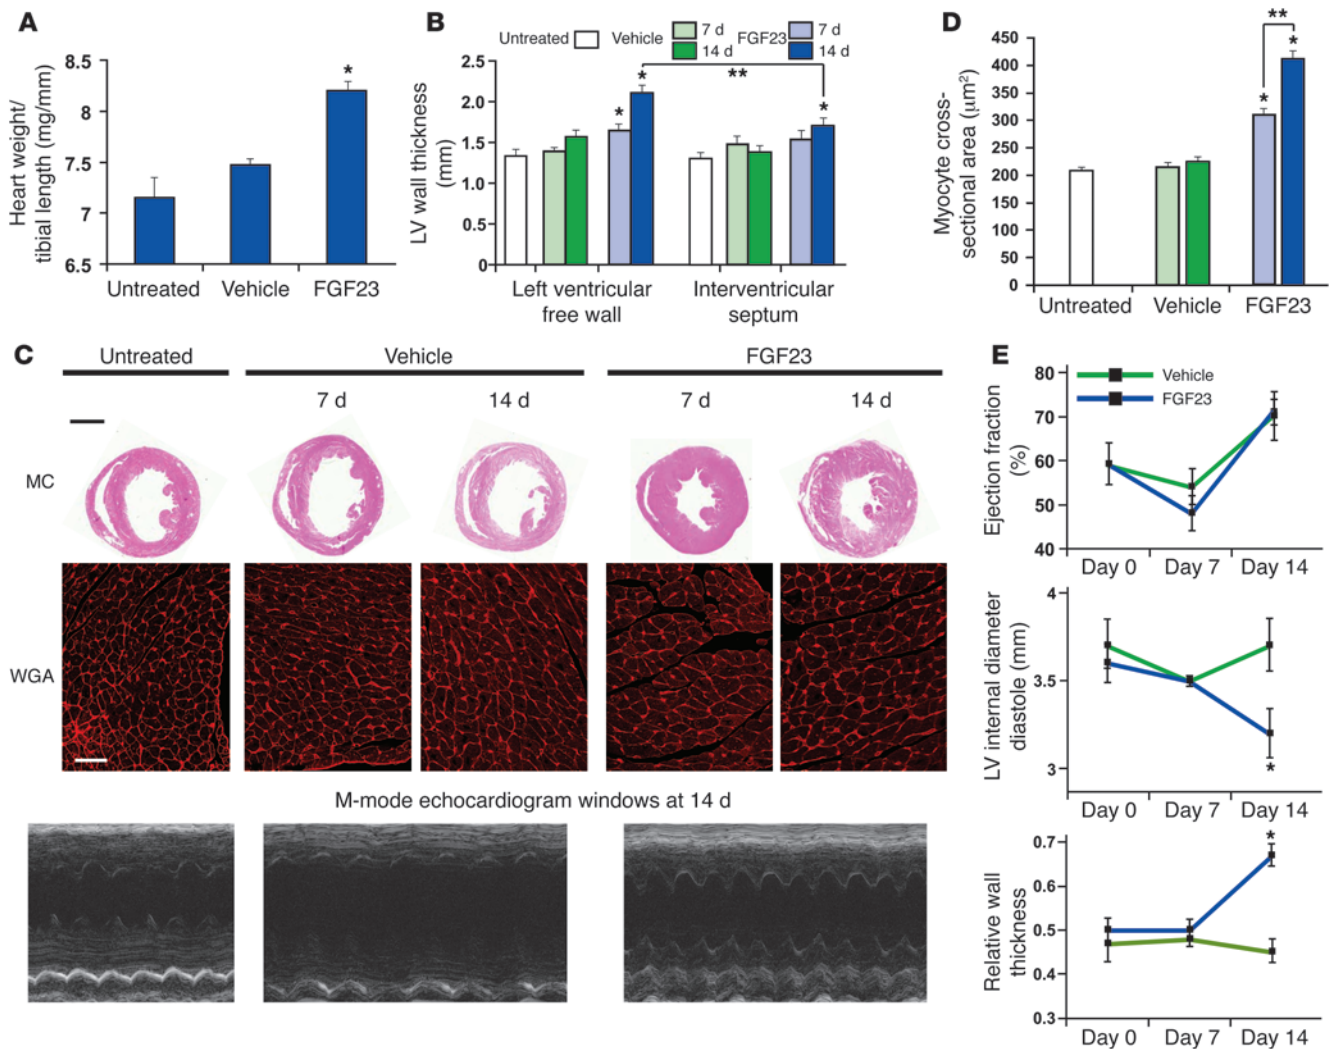 A
Heart weight/
tibial length (mg/mm)
8.5
8
7.5
7
6.5
*
Untreated
Vehicle
FGF23
B
Untreated
Vehicle
7 d
14 d
FGF23
7 d
14 d
LV wall thickness
(mm)
2.5
2.0
1.5
1.0
0.5
0
*
*
**
*
Left ventricular
free wall
Interventricular
septum
D
Myocyte cross-
sectional area (μm²)
450
400
350
300
250
200
150
100
50
0
**
*
*
Untreated
Vehicle
FGF23
C
Untreated
Vehicle
FGF23
7 d
14 d
7 d
14 d
MC
WGA
M-mode echocardiogram windows at 14 d
E
Vehicle
FGF23
Ejection fraction
(%)
80
70
60
50
40
Day 0
Day 7
Day 14
LV internal diameter
diastole (mm)
4
3.5
3
*
Day 0
Day 7
Day 14
Relative wall
thickness
0.7
0.6
0.5
0.4
0.3
*
Day 0
Day 7
Day 14